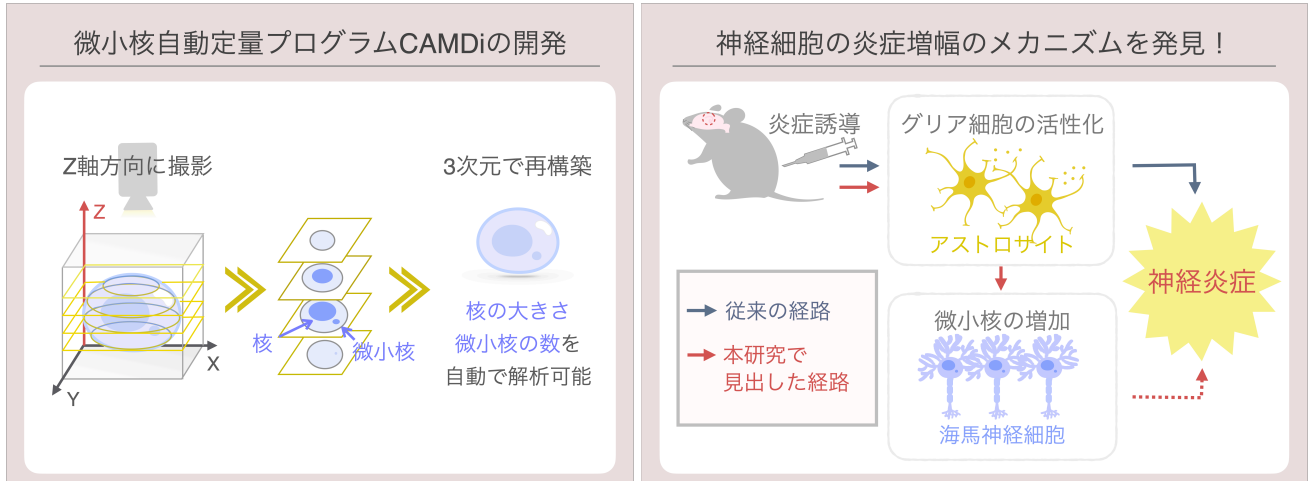 微小核自動定量プログラムCAMDiの開発
Z軸方向に撮影
3次元で再構築
Z
X
Y
核
微小核
核の大きさ
微小核の数を
自動で解析可能
神経細胞の炎症増幅のメカニズムを発見！
炎症誘導
グリア細胞の活性化
アストロサイト
神経炎症
従来の経路
本研究で
見出した経路
微小核の増加
海馬神経細胞